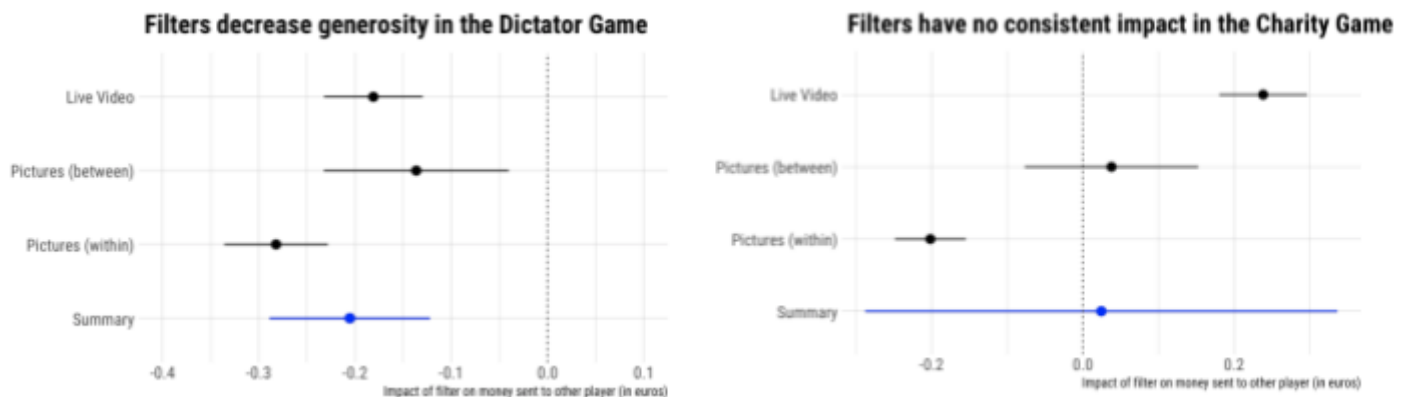 Filters decrease generosity in the Dictator Game
Live Video
Pictures (between)
Pictures (within)
Summary
-0.4 -0.3 -0.2 -0.1 0.0 0.1
Impact of filter on money sent to other player (in euros)
Filters have no consistent impact in the Charity Game
Live Video
Pictures (between)
Pictures (within)
Summary
-0.2 0.0 0.2
Impact of filter on money sent to other player (in euros)